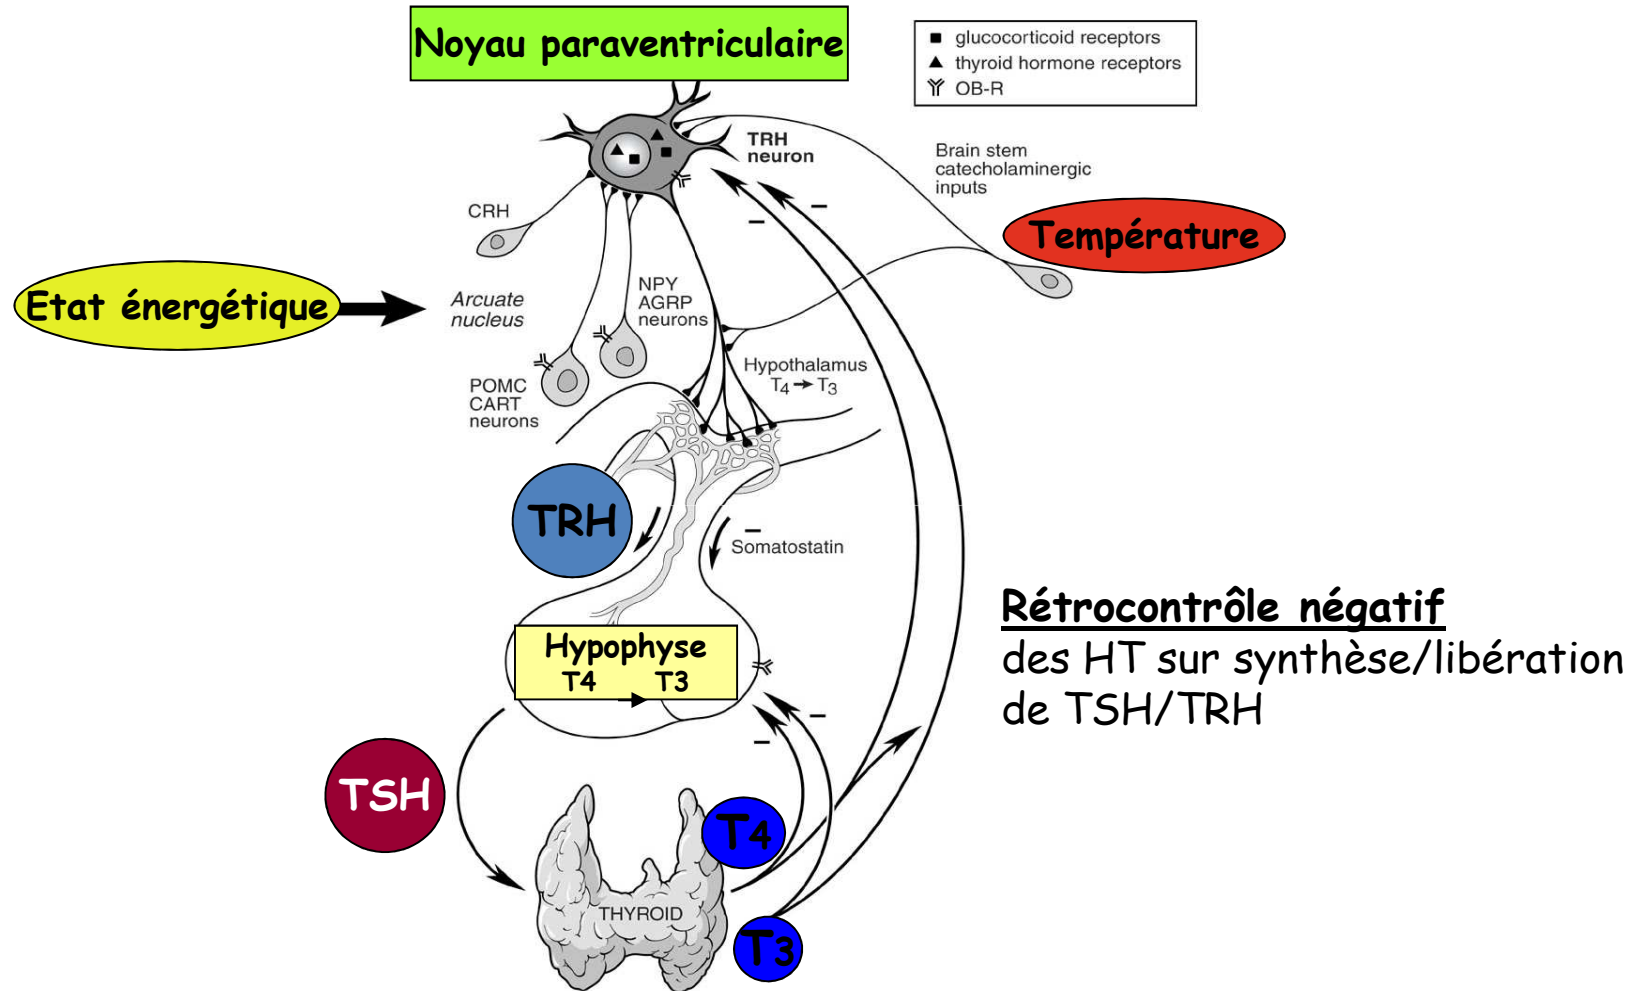 Noyau paraventriculaire
glucocorticoid receptors
thyroid hormone receptors
OB-R
TRH
neuron
Brain stem
catecholaminergic
inputs
CRH
–
–
Température
Etat énergétique
Arcuate
nucleus
NPY
AGRP
neurons
POMC
CART
neurons
Hypothalamus
T4 → T3
TRH
–
Somatostatin
Rétrocontrôle négatif
des HT sur synthèse/libération
de TSH/TRH
Hypophyse
T4 → T3
–
–
TSH
T4
THYROID
T3